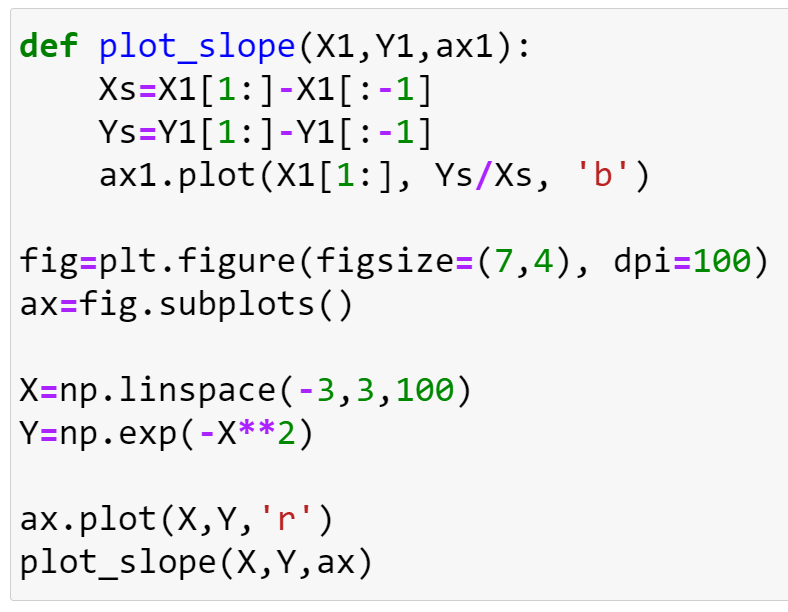 def plot_slope(X1,Y1,ax1):
    Xs=X1[1:]-X1[:-1]
    Ys=Y1[1:]-Y1[:-1]
    ax1.plot(X1[1:], Ys/Xs, 'b')

fig=plt.figure(figsize=(7,4), dpi=100)
ax=fig.subplots()

X=np.linspace(-3,3,100)
Y=np.exp(-X**2)

ax.plot(X,Y,'r')
plot_slope(X,Y,ax)